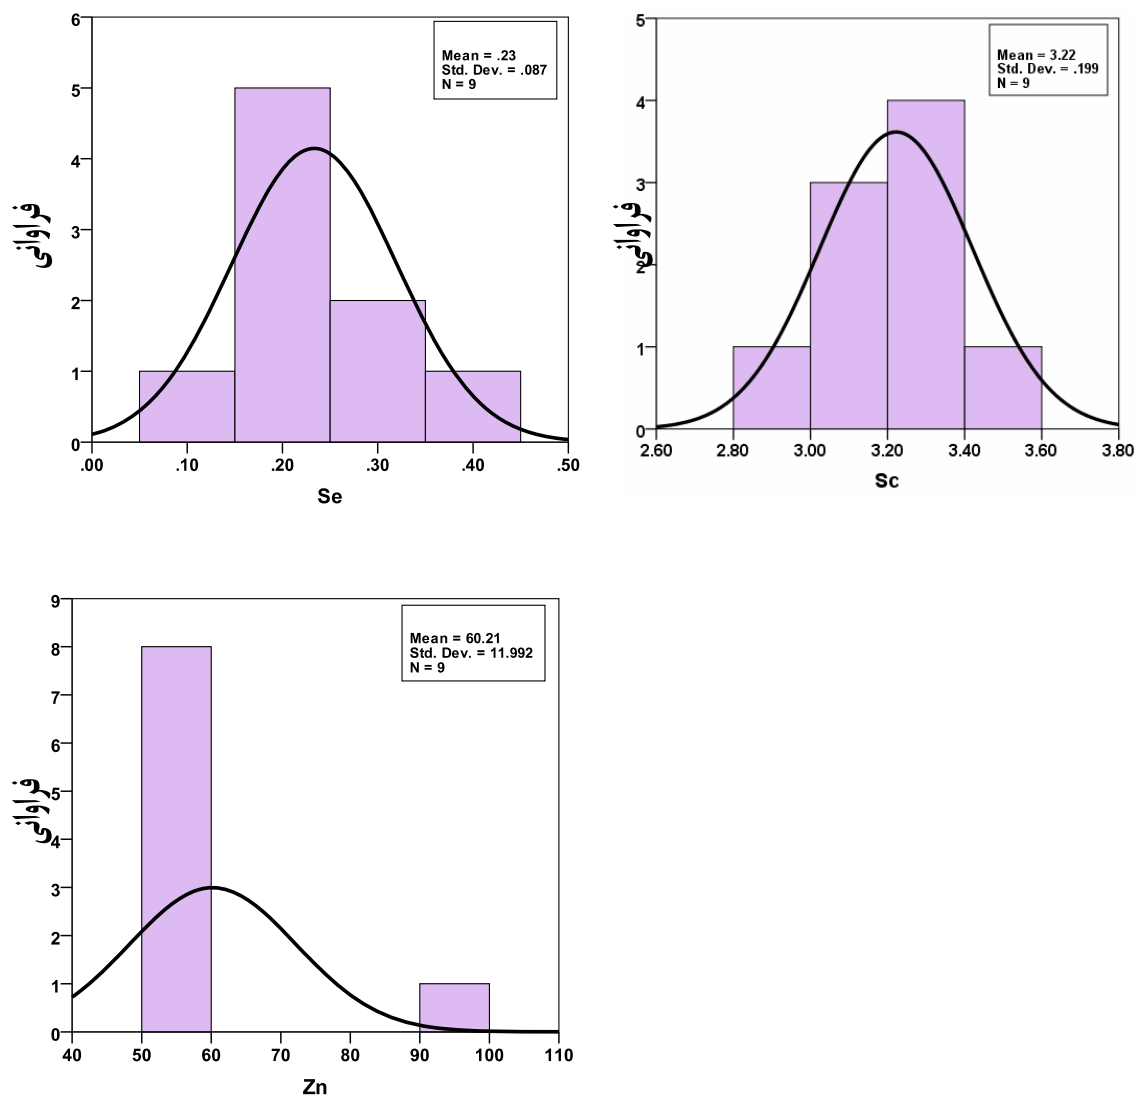 6
5
4
3
2
1
0
فراوانی
Mean = .23
Std. Dev. = .087
N = 9
.00 .10 .20 .30 .40 .50
Se
5
4
3
2
1
0
فراوانی
Mean = 3.22
Std. Dev. = .199
N = 9
2.60 2.80 3.00 3.20 3.40 3.60 3.80
Sc
9
8
7
6
5
4
3
2
1
0
فراوانی
Mean = 60.21
Std. Dev. = 11.992
N = 9
40 50 60 70 80 90 100 110
Zn